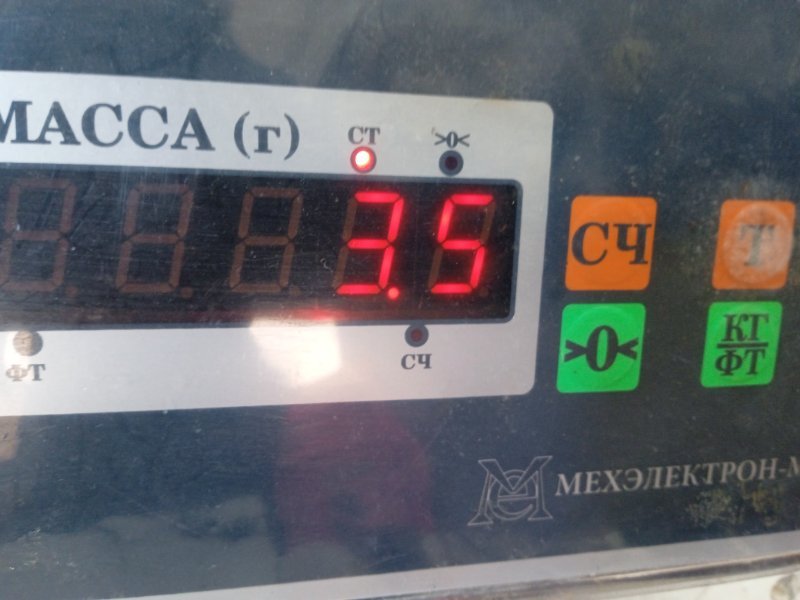 МАССА (г)
СТ >0<
3.5
СЧ Т
>0< КГ
ФТ
ФТ СЧ
МЕХЭЛЕКТРОН-М